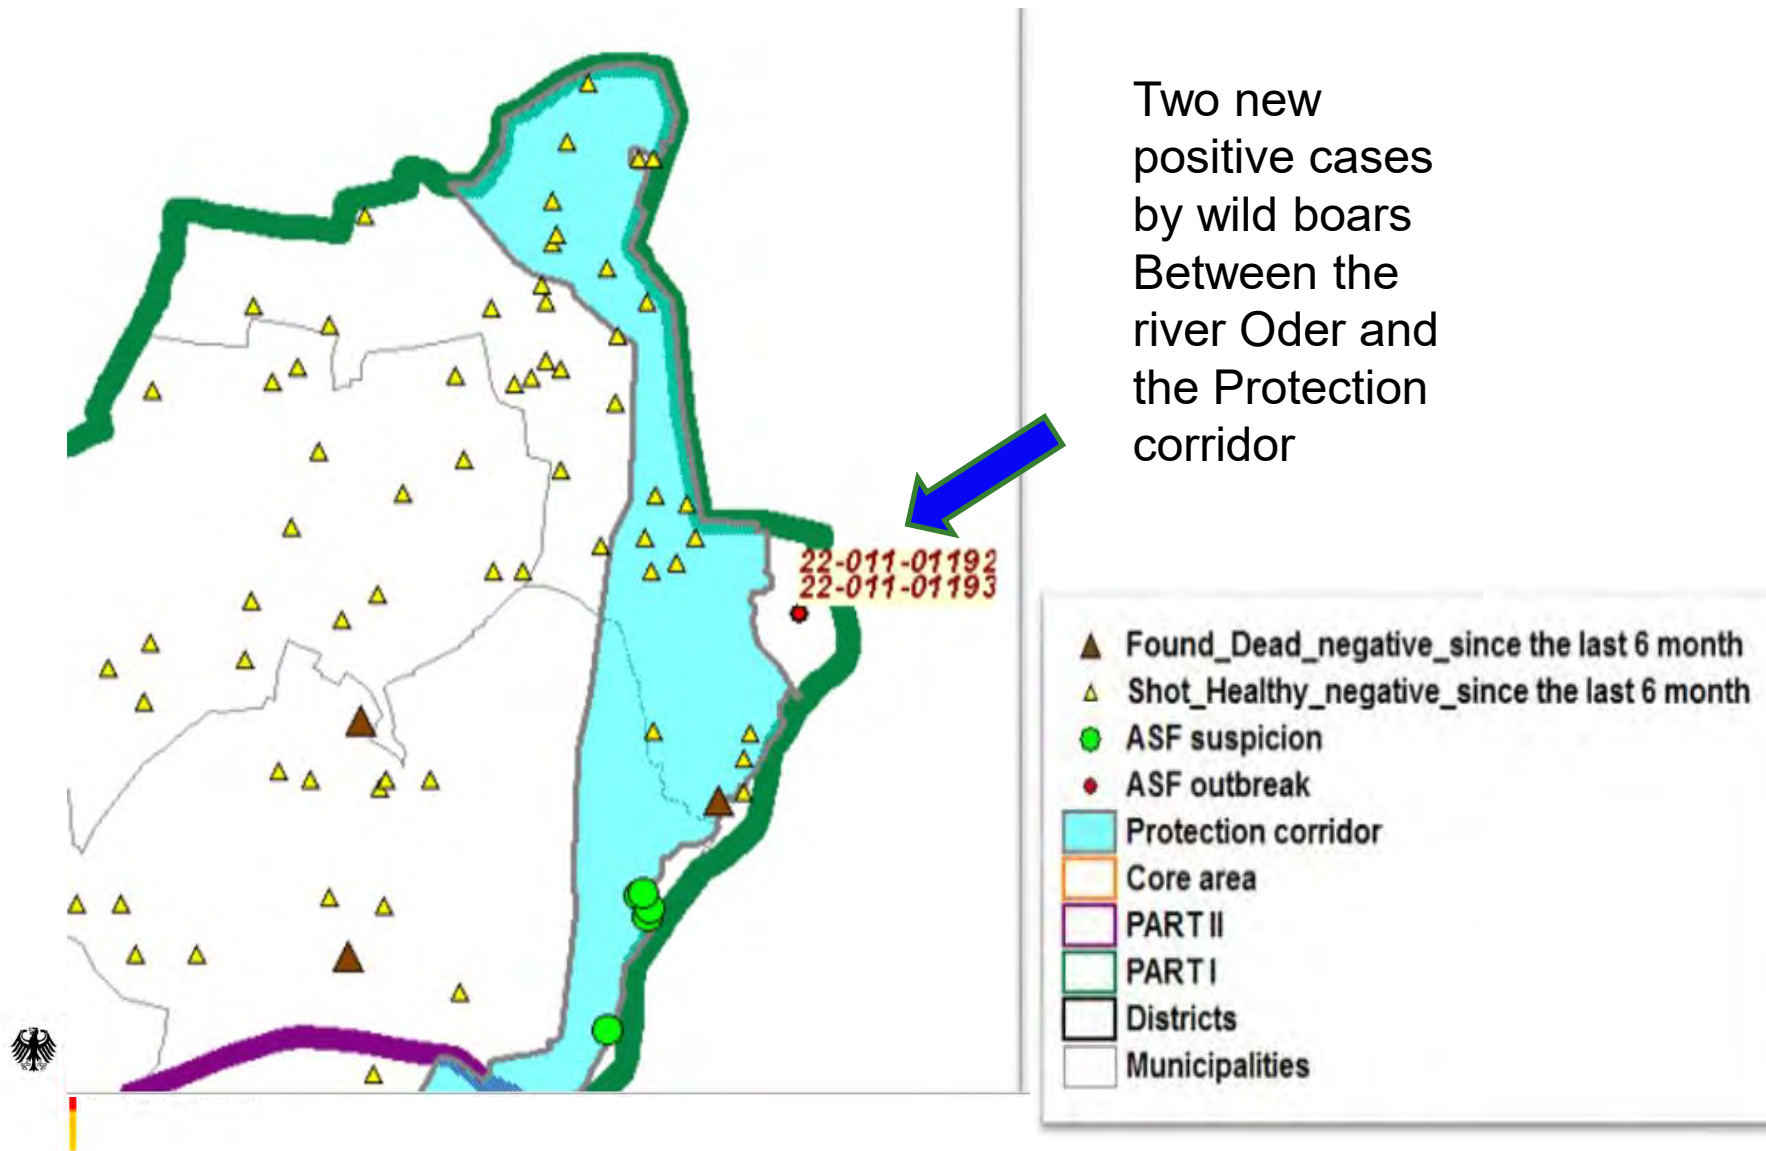 Two new
positive cases
by wild boars
Between the
river Oder and
the Protection
corridor
22-011-01192
22-011-01193
Found_Dead_negative_since the last 6 month
Shot_Healthy_negative_since the last 6 month
ASF suspicion
ASF outbreak
Protection corridor
Core area
PART II
PART I
Districts
Municipalities